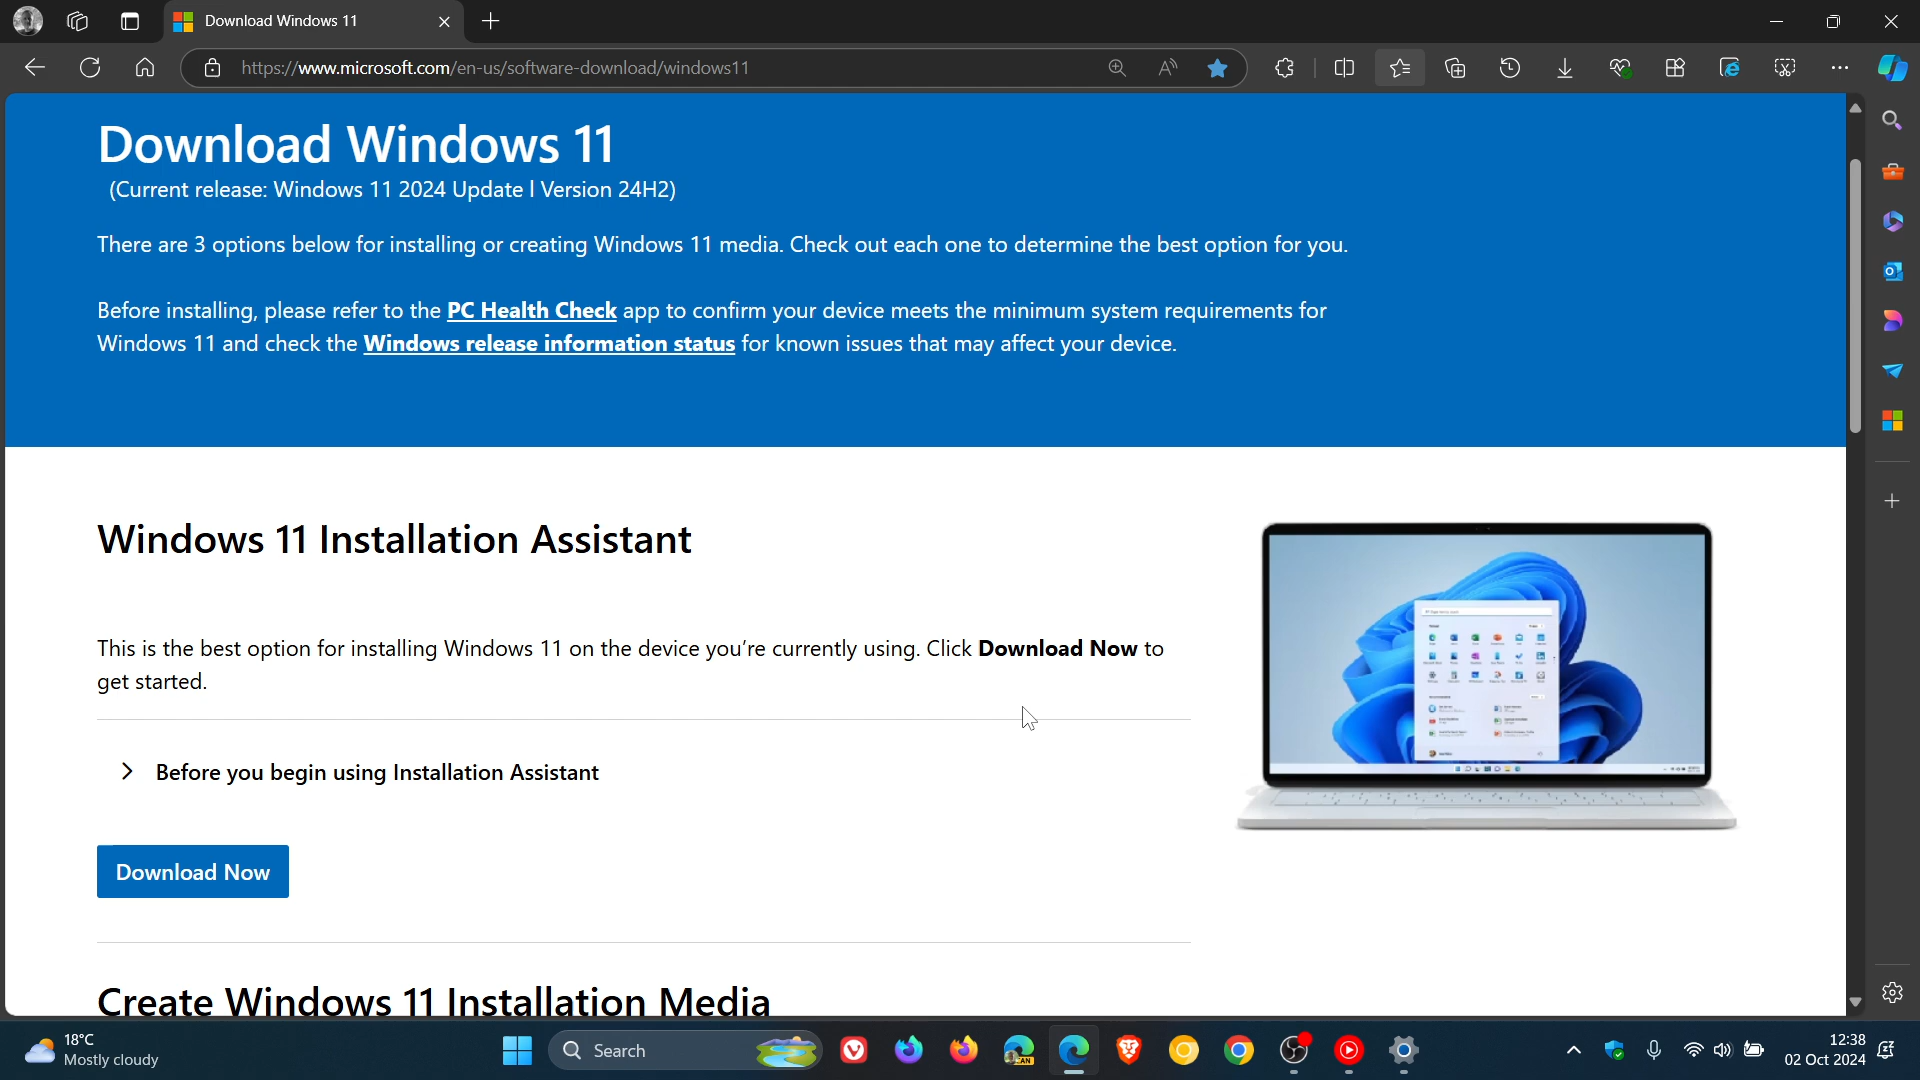 Download Windows 11
https://www.microsoft.com/en-us/software-download/windows11
Download Windows 11
(Current release: Windows 11 2024 Update l Version 24H2)
There are 3 options below for installing or creating Windows 11 media. Check out each one to determine the best option for you.
Before installing, please refer to the PC Health Check app to confirm your device meets the minimum system requirements for
Windows 11 and check the Windows release information status for known issues that may affect your device.
Windows 11 Installation Assistant
This is the best option for installing Windows 11 on the device you're currently using. Click Download Now to
get started.
Before you begin using Installation Assistant
Download Now
Create Windows 11 Installation Media
18°C
Mostly cloudy
Search
12:38
02 Oct 2024